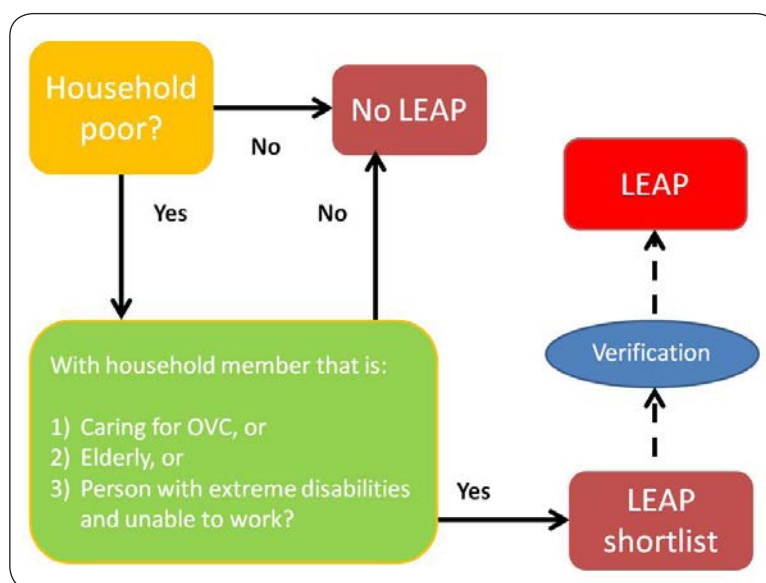 Household
poor?
No
No LEAP
Yes
No
With household member that is:
1) Caring for OVC, or
2) Elderly, or
3) Person with extreme disabilities
and unable to work?
Yes
LEAP
shortlist
Verification
LEAP